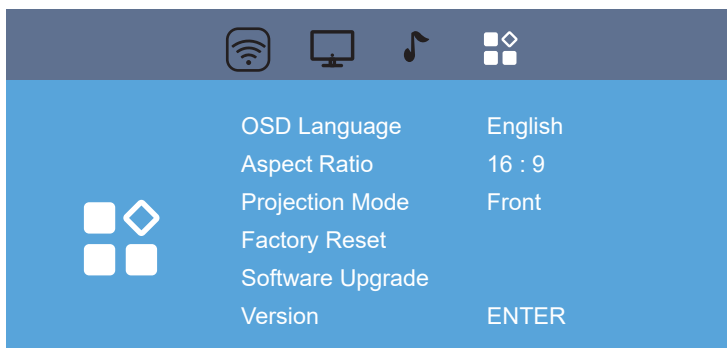 OSD Language English
Aspect Ratio 16 : 9
Projection Mode Front
Factory Reset
Software Upgrade
Version ENTER